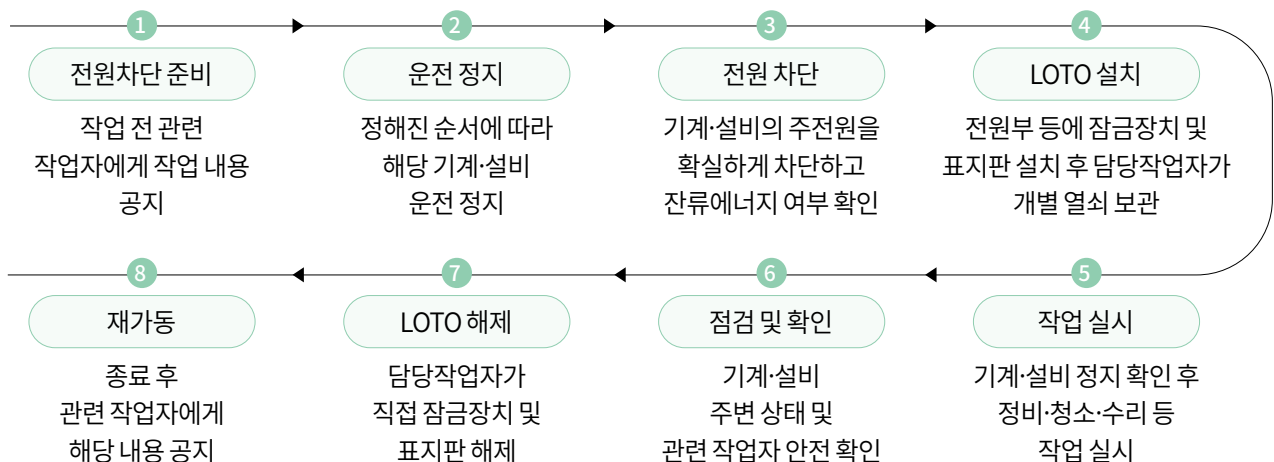 1
전원차단 준비
작업 전 관련
작업자에게 작업 내용
공지
2
운전 정지
정해진 순서에 따라
해당 기계·설비
운전 정지
3
전원 차단
기계·설비의 주전원을
확실하게 차단하고
잔류에너지 여부 확인
4
LOTO 설치
전원부 등에 잠금장치 및
표지판 설치 후 담당작업자가
개별 열쇠 보관
5
작업 실시
기계·설비 정지 확인 후
정비·청소·수리 등
작업 실시
6
점검 및 확인
기계·설비
주변 상태 및
관련 작업자 안전 확인
7
LOTO 해제
담당작업자가
직접 잠금장치 및
표지판 해제
8
재가동
종료 후
관련 작업자에게
해당 내용 공지